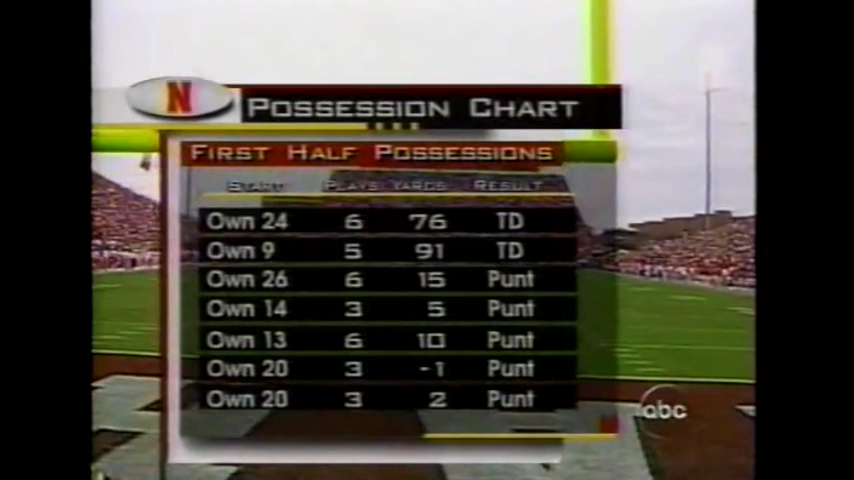 N
POSSESSION CHART
FIRST HALF POSSESSIONS
START PLAYS YARDS RESULT
Own 24 6 76 TD
Own 9 5 91 TD
Own 26 6 15 Punt
Own 14 3 5 Punt
Own 13 6 10 Punt
Own 20 3 -1 Punt
Own 20 3 2 Punt
abc